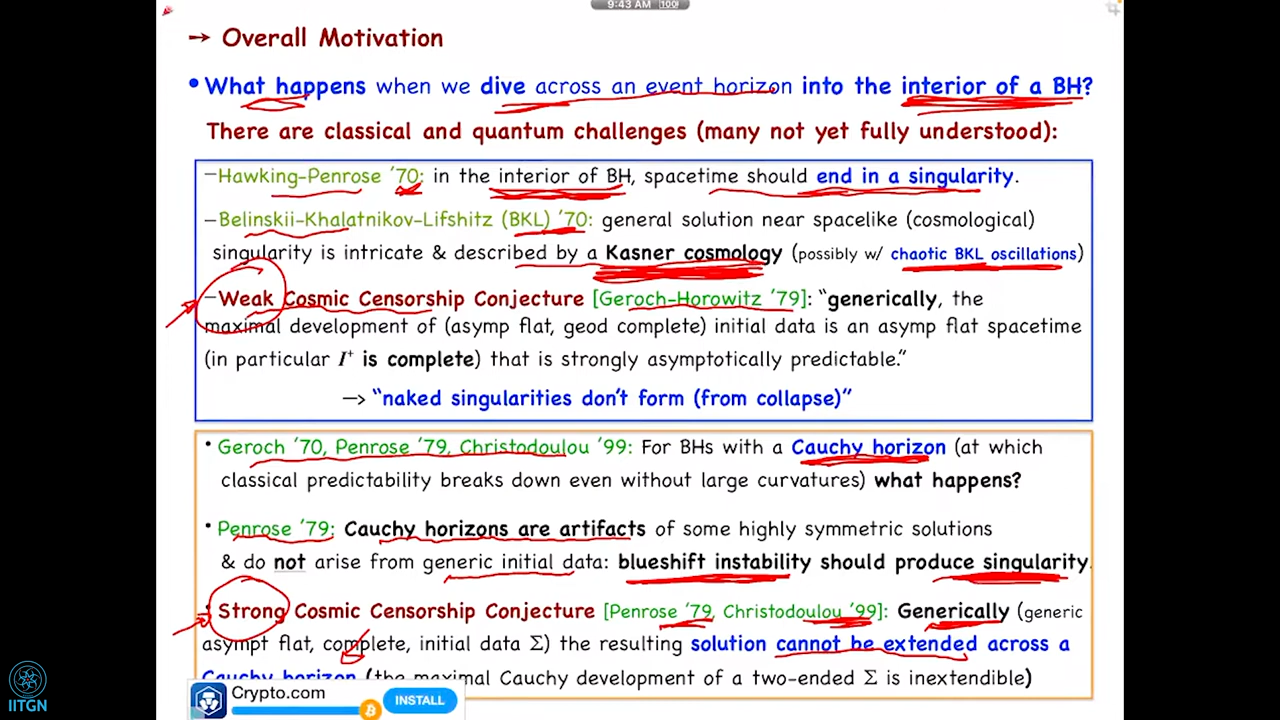 9:43 AM 100%
→ Overall Motivation
• What happens when we dive across an event horizon into the interior of a BH?
There are classical and quantum challenges (many not yet fully understood):
–Hawking-Penrose '70: in the interior of BH, spacetime should end in a singularity.
–Belinskii-Khalatnikov-Lifshitz (BKL) '70: general solution near spacelike (cosmological)
singularity is intricate & described by a Kasner cosmology (possibly w/ chaotic BKL oscillations)
–Weak Cosmic Censorship Conjecture [Geroch-Horowitz '79]: "generically, the
maximal development of (asymp flat, geod complete) initial data is an asymp flat spacetime
(in particular I⁺ is complete) that is strongly asymptotically predictable."
→ "naked singularities don't form (from collapse)"
• Geroch '70, Penrose '79, Christodoulou '99: For BHs with a Cauchy horizon (at which
classical predictability breaks down even without large curvatures) what happens?
• Penrose '79: Cauchy horizons are artifacts of some highly symmetric solutions
& do not arise from generic initial data: blueshift instability should produce singularity.
• Strong Cosmic Censorship Conjecture [Penrose '79, Christodoulou '99]: Generically (generic
asympt flat, complete, initial data Σ) the resulting solution cannot be extended across a
Cauchy horizon (the maximal Cauchy development of a two-ended Σ is inextendible)
Crypto.com
INSTALL
IITGN